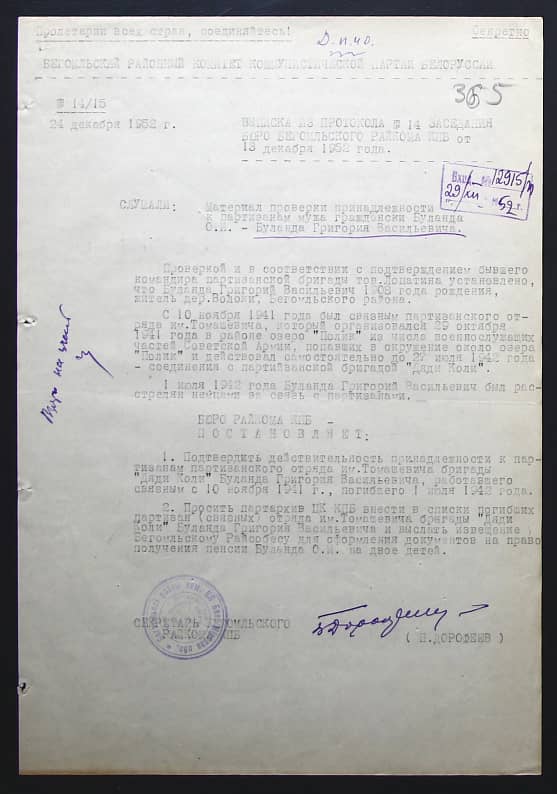 Пролетарии всех стран, соединяйтесь!
Секретно
БЕГОМЛЬСКИЙ РАЙОННЫЙ КОМИТЕТ КОММУНИСТИЧЕСКОЙ ПАРТИИ БЕЛОРУССИИ
365
№ 14/15
24 декабря 1952 г.
ВЫПИСКА ИЗ ПРОТОКОЛА № 14 ЗАСЕДАНИЯ
БЮРО БЕГОМЛЬСКОГО РАЙКОМА КПБ от
13 декабря 1952 года.
Вход. № 12915/
29/XII 52 г.
СЛУШАЛИ:
Материал проверки принадлежности
к партизанам мужа гражданки Буланда
О.И. - Буланда Григория Васильевича.
Проверкой и в соответствии с подтверждением бывшего
командира партизанской бригады тов.Лопатина установлено,
что Буланда Григорий Васильевич 1908 года рождения,
житель дер.Воложи, Бегомльского района.
С 10 ноября 1941 года был связным партизанского от-
ряда им.Томашевича, который организовался 29 октября
1941 года в районе озеро "Полик" из числа военнослужащих
частей Советской Армии, попавших в окружение около озера
"Полик" и действовал самостоятельно до 27 июля 1942 года
- соединения с партизанской бригадой "Дяди Коли".
1 июля 1942 года Буланда Григорий Васильевич был рас-
стрелян немцами за связь с партизанами.
БЮРО РАЙКОМА КПБ -
ПОСТАНОВЛЯЕТ:
1. Подтвердить действительность принадлежности к пар-
тизанам партизанского отряда им.Томашевича бригады
"Дяди Коли" Буланда Григория Васильевича, работавшего
связным с 10 ноября 1941 г., погибшего 1 июля 1942 года.
2. Просить партархив ЦК КПБ внести в списки погибших
партизан (связных) отряда им.Томашевича бригады "Дяди
Коли" Буланда Григория Васильевича и выслать извещение
Бегомльскому Райсобесу для оформления документов на право
получения пенсии Буланда О.И. на двое детей.
СЕКРЕТАРЬ БЕГОМЛЬСКОГО
РАЙКОМА КПБ
( П.ДОРОФЕЕВ )